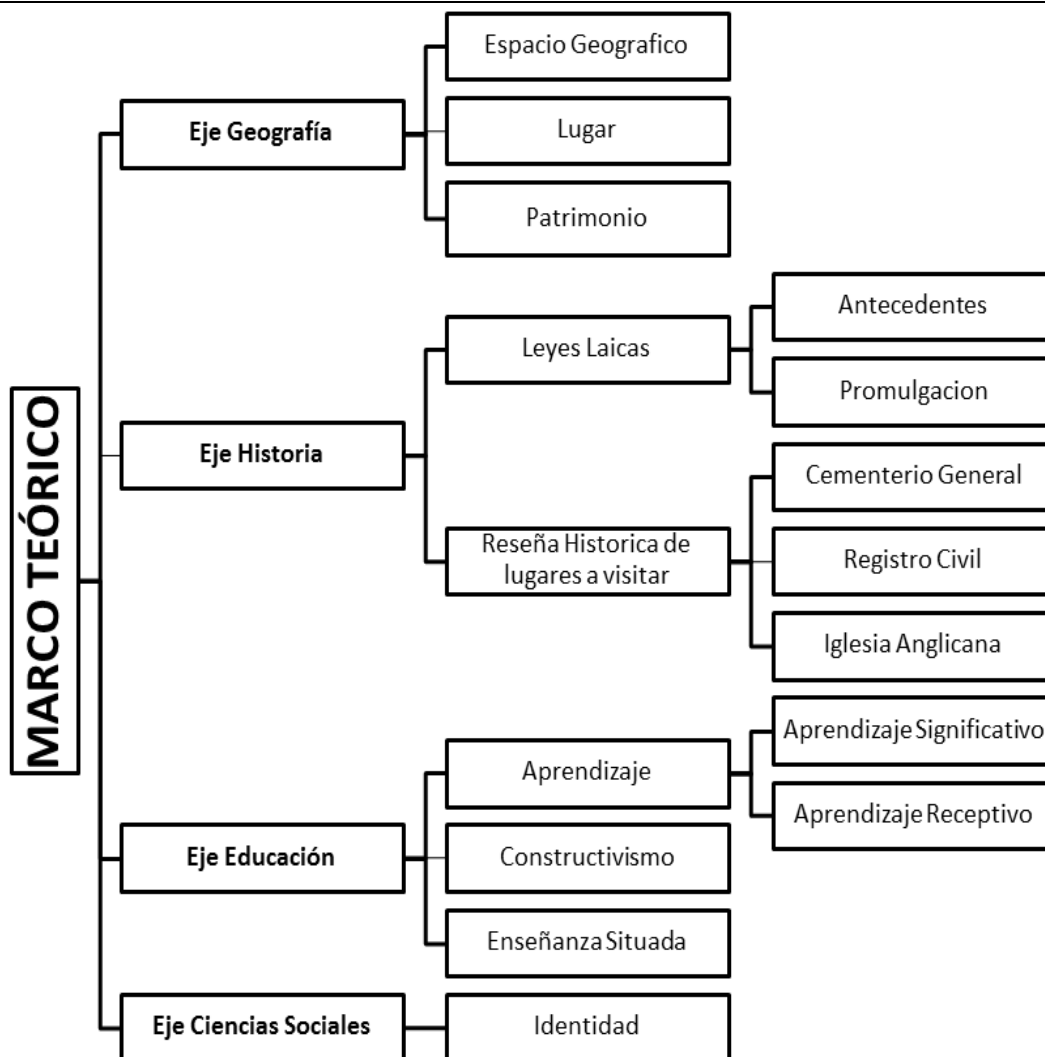 MARCO TEÓRICO
Eje Geografía
Espacio Geografico
Lugar
Patrimonio
Eje Historia
Leyes Laicas
Antecedentes
Promulgacion
Reseña Historica de
lugares a visitar
Cementerio General
Registro Civil
Iglesia Anglicana
Eje Educación
Aprendizaje
Aprendizaje Significativo
Aprendizaje Receptivo
Constructivismo
Enseñanza Situada
Eje Ciencias Sociales
Identidad